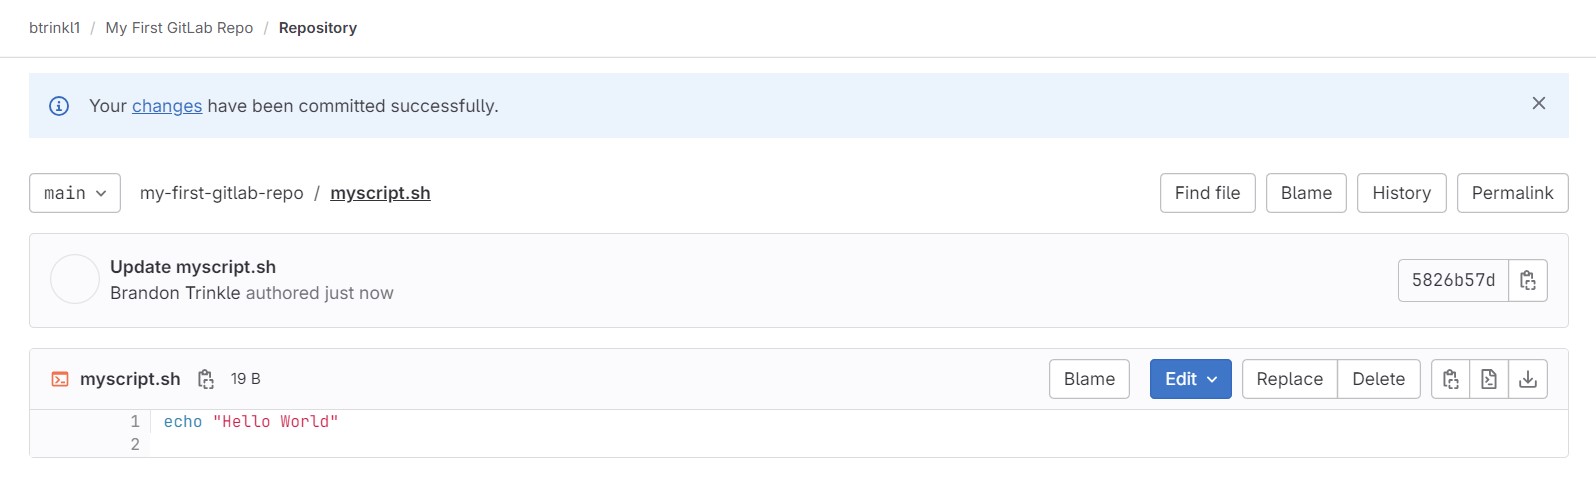 btrinkl1 / My First GitLab Repo / Repository
Your changes have been committed successfully.
main my-first-gitlab-repo / myscript.sh Find file Blame History Permalink
Update myscript.sh
Brandon Trinkle authored just now
5826b57d
myscript.sh 19 B Blame Edit Replace Delete
1 echo "Hello World"
2